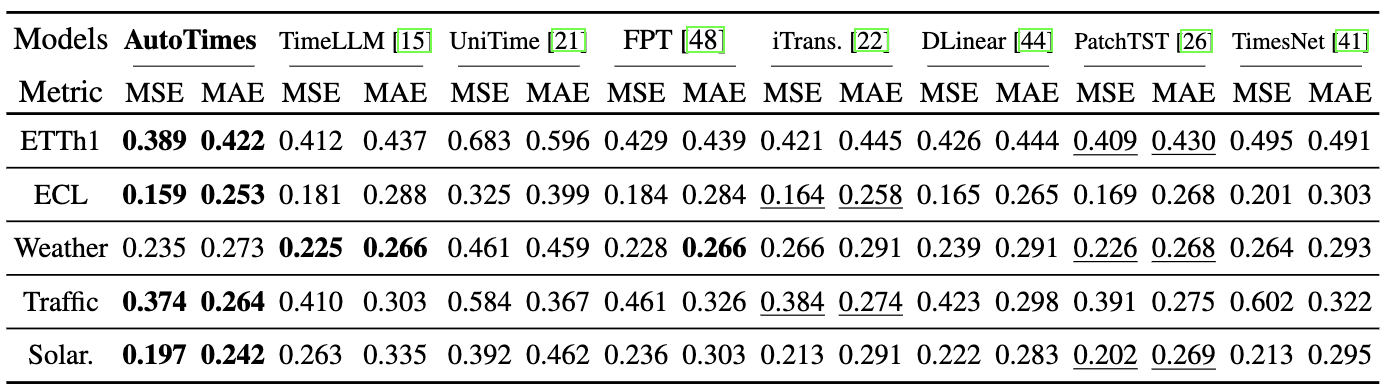 Models AutoTimes TimeLLM [15] UniTime [21] FPT [48] iTrans. [22] DLinear [44] PatchTST [26] TimesNet [41]
Metric MSE MAE MSE MAE MSE MAE MSE MAE MSE MAE MSE MAE MSE MAE MSE MAE
ETTh1 0.389 0.422 0.412 0.437 0.683 0.596 0.429 0.439 0.421 0.445 0.426 0.444 0.409 0.430 0.495 0.491
ECL 0.159 0.253 0.181 0.288 0.325 0.399 0.184 0.284 0.164 0.258 0.165 0.265 0.169 0.268 0.201 0.303
Weather 0.235 0.273 0.225 0.266 0.461 0.459 0.228 0.266 0.266 0.291 0.239 0.291 0.226 0.268 0.264 0.293
Traffic 0.374 0.264 0.410 0.303 0.584 0.367 0.461 0.326 0.384 0.274 0.423 0.298 0.391 0.275 0.602 0.322
Solar. 0.197 0.242 0.263 0.335 0.392 0.462 0.236 0.303 0.213 0.291 0.222 0.283 0.202 0.269 0.213 0.295